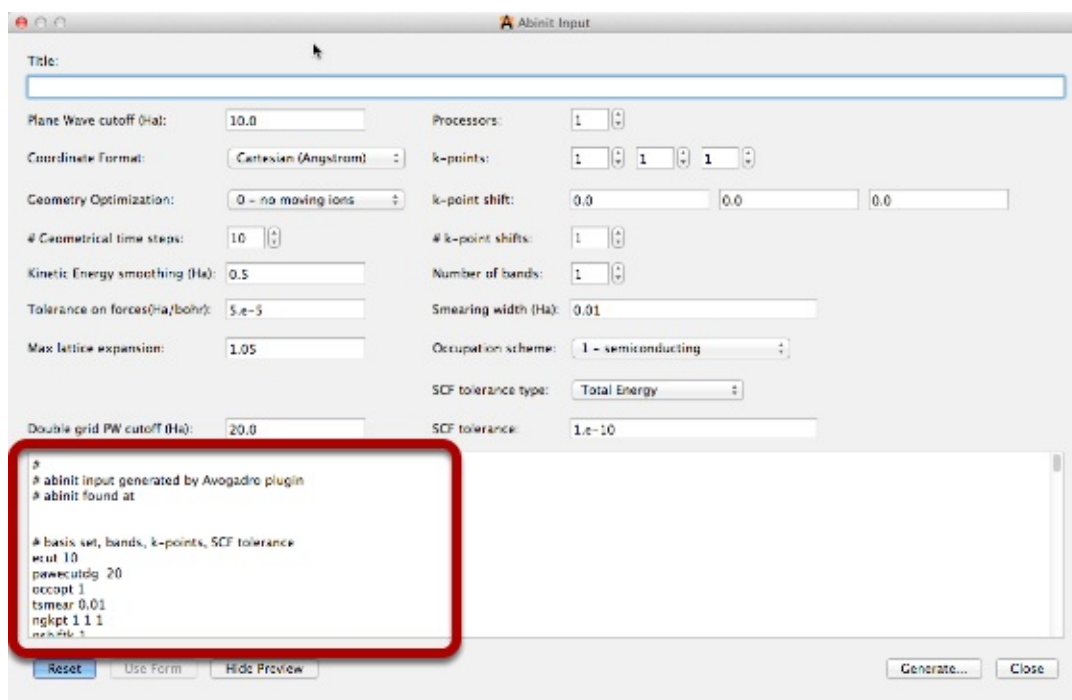 Abinit Input
Title:
Plane Wave cutoff (Ha): 10.0 Processors: 1
Coordinate Format: Cartesian (Angstrom) k-points: 1 1 1
Geometry Optimization: 0 - no moving ions k-point shift: 0.0 0.0 0.0
# Geometrical time steps: 10 # k-point shifts: 1
Kinetic Energy smoothing (Ha): 0.5 Number of bands: 1
Tolerance on forces(Ha/bohr): 5.e-5 Smearing width (Ha): 0.01
Max lattice expansion: 1.05 Occupation scheme: 1 - semiconducting
SCF tolerance type: Total Energy
Double grid PW cutoff (Ha): 20.0 SCF tolerance: 1.e-10
#
# abinit input generated by Avogadro plugin
# abinit found at
# basis set, bands, k-points, SCF tolerance
ecut 10
pawecutdg 20
occopt 1
tsmear 0.01
ngkpt 1 1 1
nshiftk 1
Reset Use Form Hide Preview Generate... Close